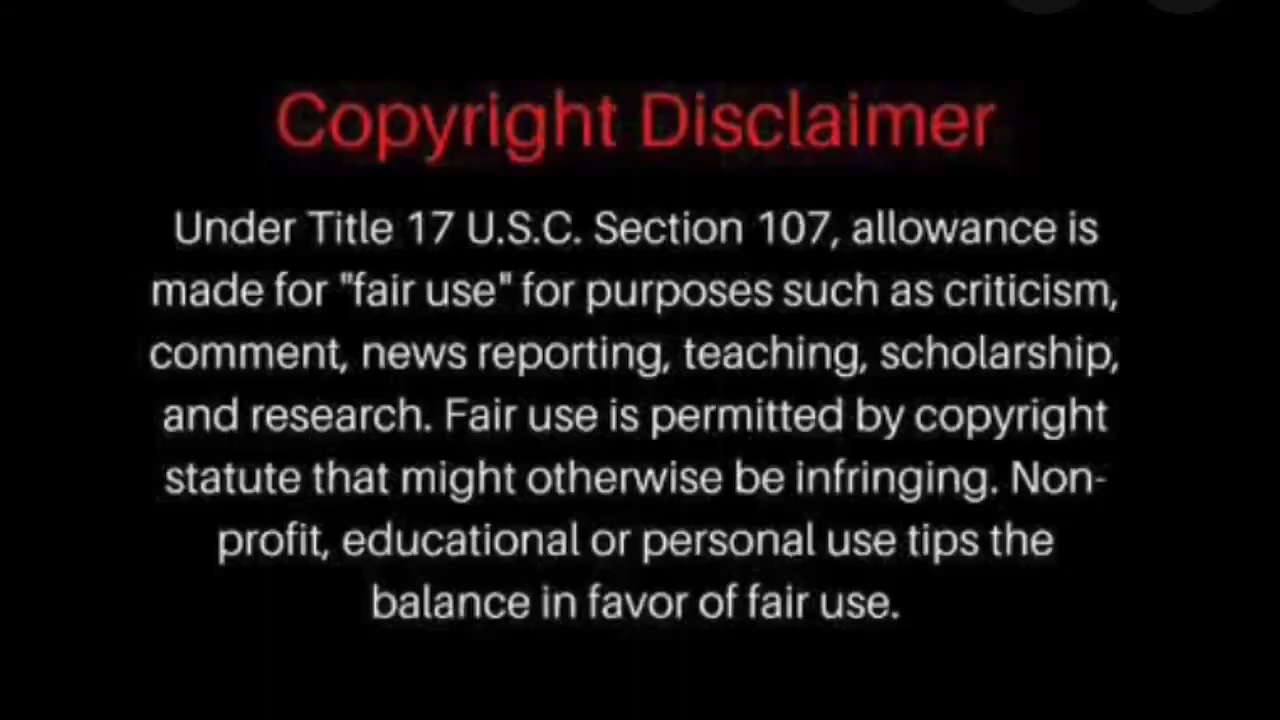 Copyright Disclaimer
Under Title 17 U.S.C. Section 107, allowance is
made for "fair use" for purposes such as criticism,
comment, news reporting, teaching, scholarship,
and research. Fair use is permitted by copyright
statute that might otherwise be infringing. Non-
profit, educational or personal use tips the
balance in favor of fair use.